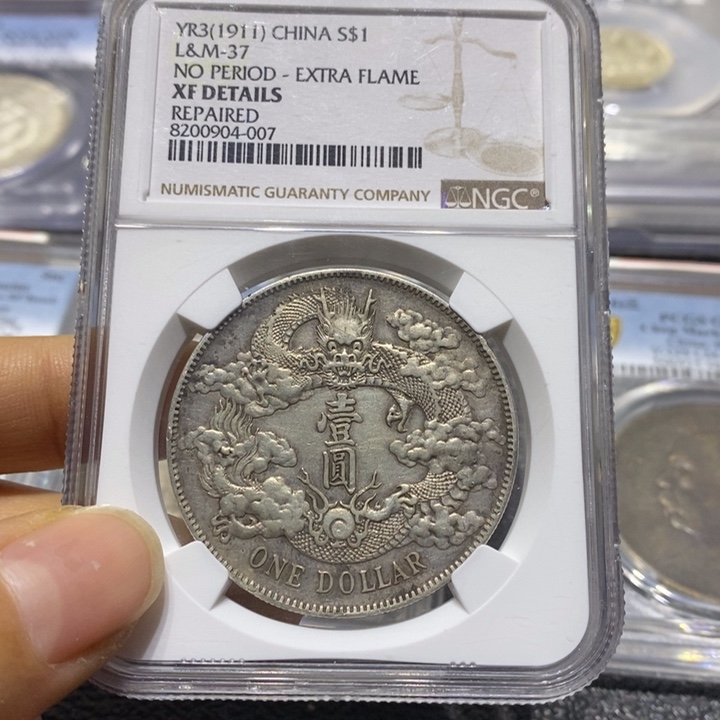 YR3(1911) CHINA S$1
L&M-37
NO PERIOD - EXTRA FLAME
XF DETAILS
REPAIRED
8200904-007
NUMISMATIC GUARANTY COMPANY NGC®
壹
圓
ONE DOLLAR